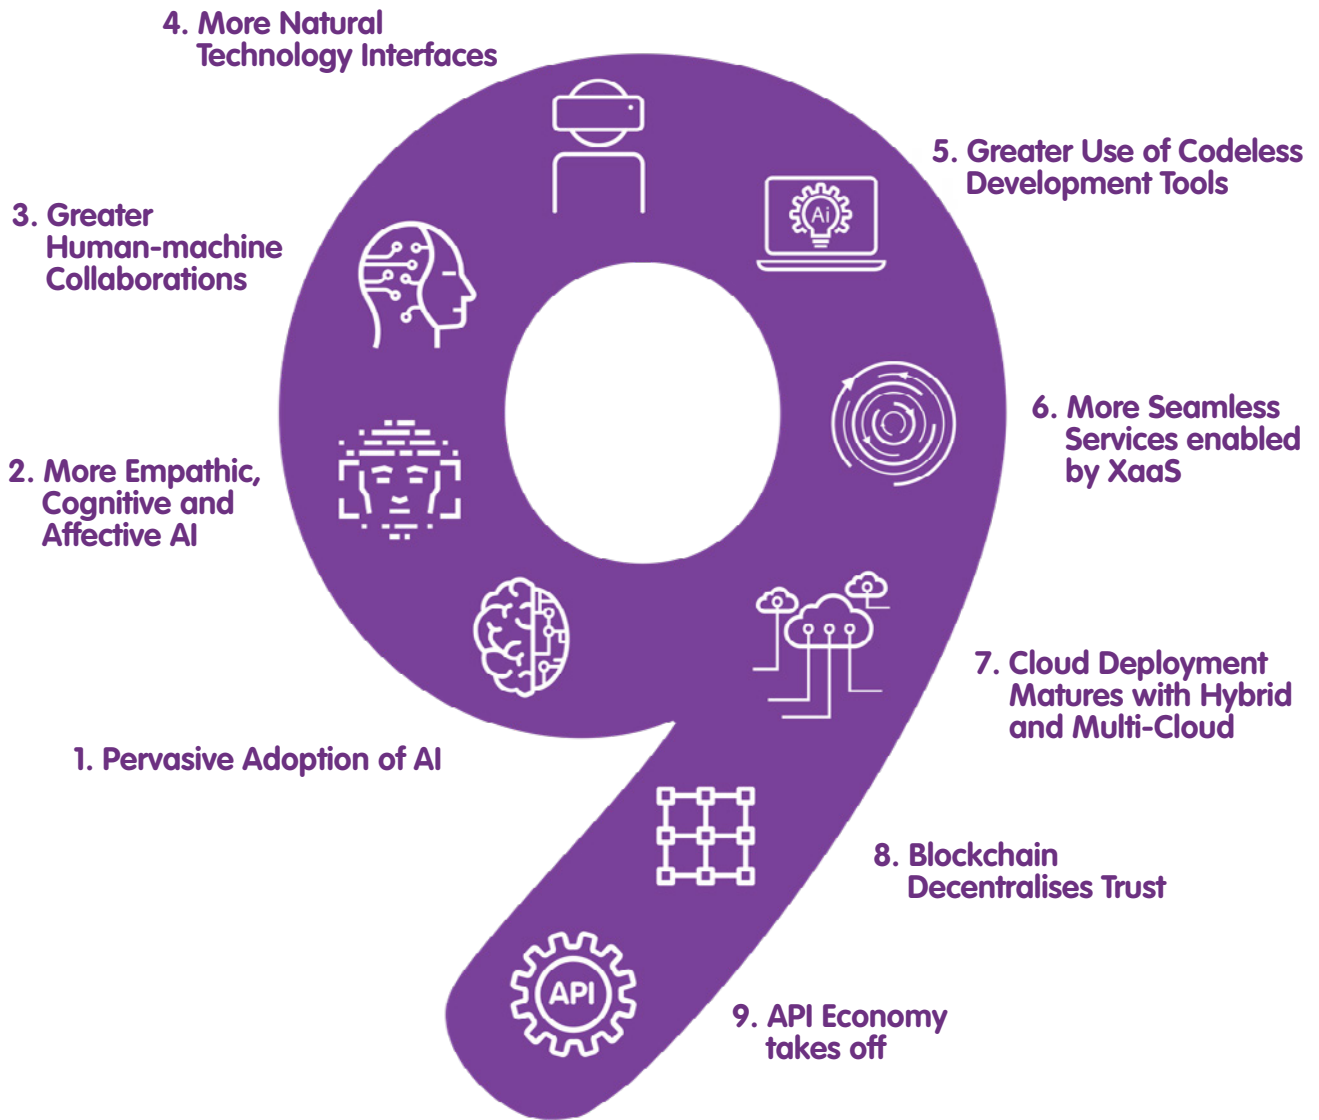 4. More Natural
Technology Interfaces
5. Greater Use of Codeless
Development Tools
Ai
3. Greater
Human-machine
Collaborations
6. More Seamless
Services enabled
by XaaS
2. More Empathic,
Cognitive and
Affective AI
7. Cloud Deployment
Matures with Hybrid
and Multi-Cloud
1. Pervasive Adoption of AI
8. Blockchain
Decentralises Trust
API
9. API Economy
takes off